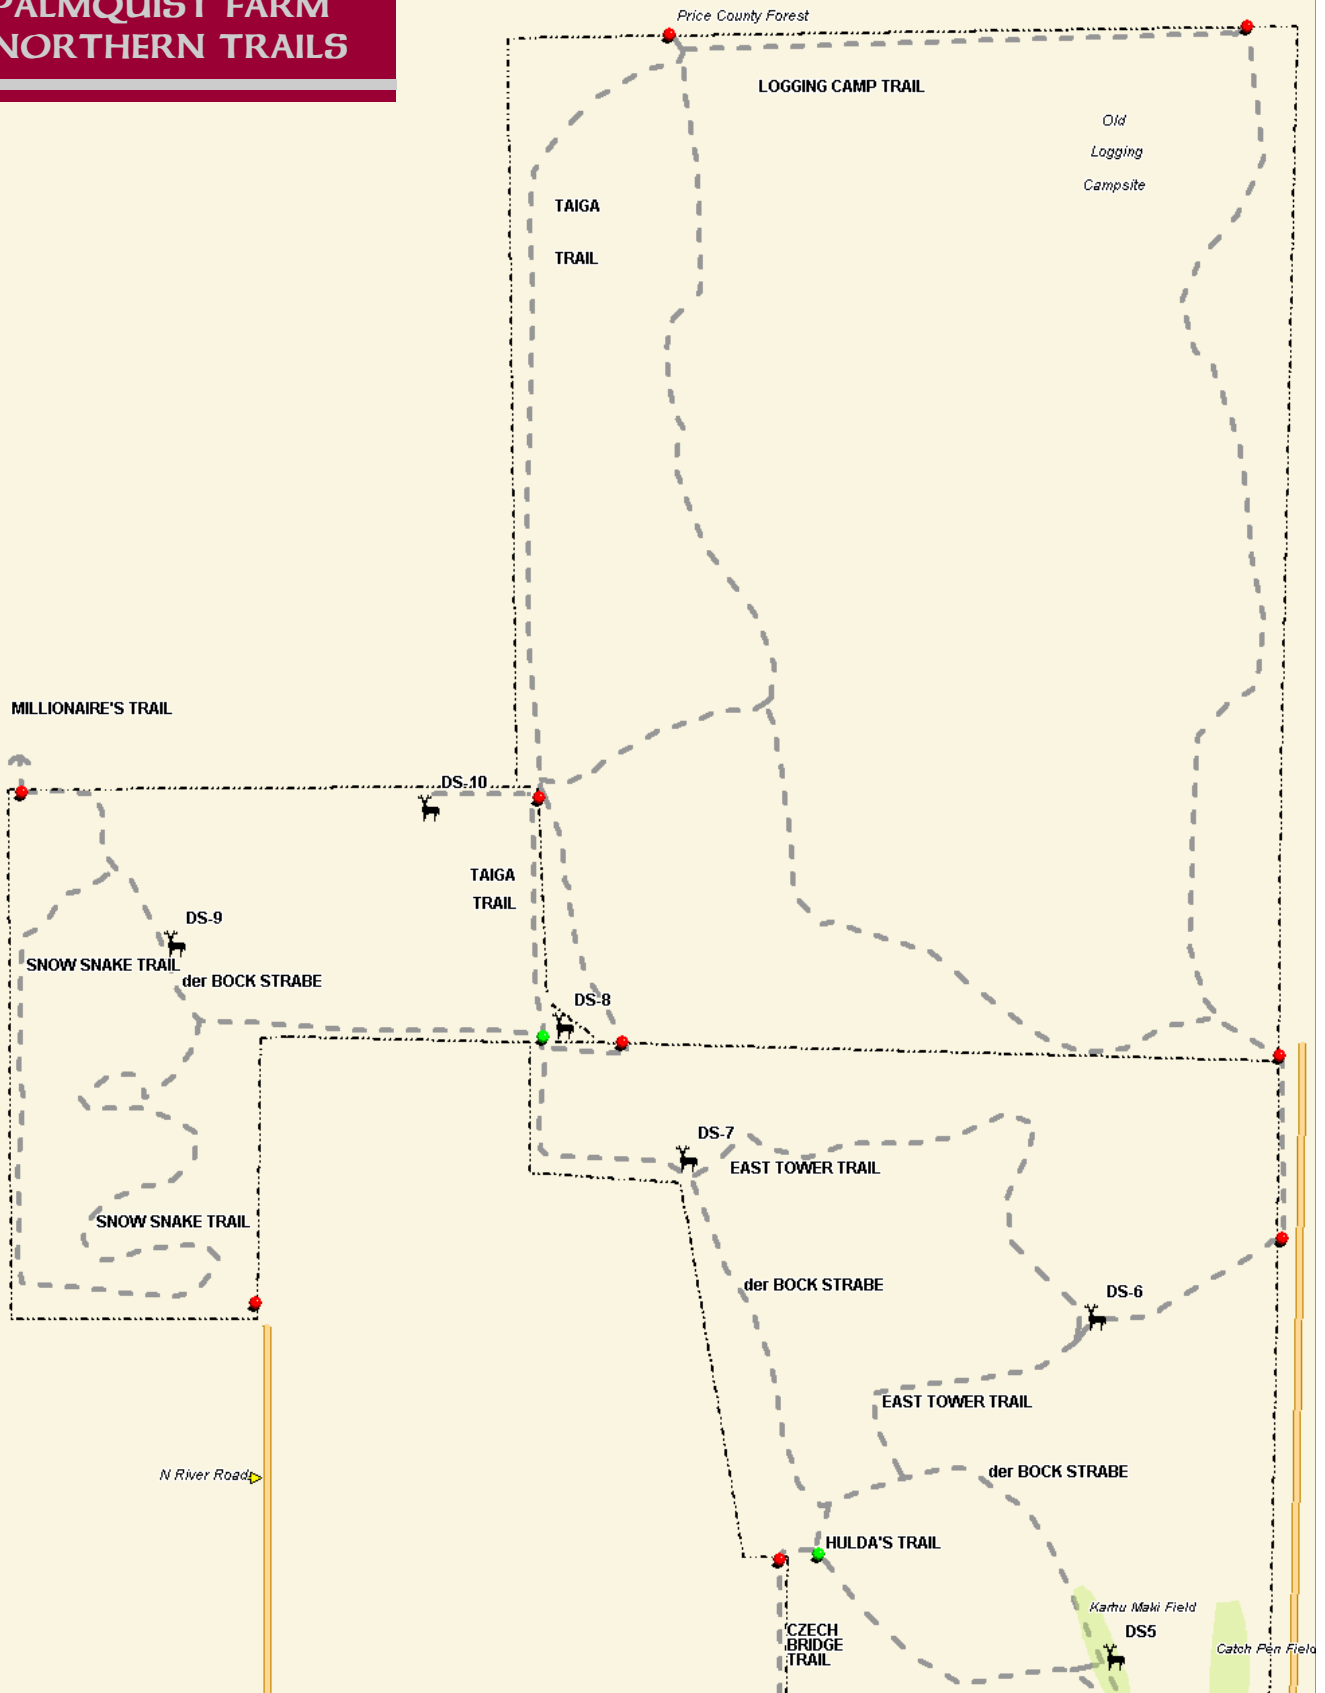 PALMQUIST FARM
NORTHERN TRAILS
Price County Forest
LOGGING CAMP TRAIL
Old
Logging
Campsite
TAIGA
TRAIL
MILLIONAIRE'S TRAIL
DS-10
TAIGA
TRAIL
DS-9
SNOW SNAKE TRAIL
der BOCK STRABE
DS-8
DS-7
EAST TOWER TRAIL
SNOW SNAKE TRAIL
der BOCK STRABE
DS-6
EAST TOWER TRAIL
der BOCK STRABE
N River Road
HULDA'S TRAIL
Karhu Maki Field
DS5
CZECH
BRIDGE
TRAIL
Catch Pen Field